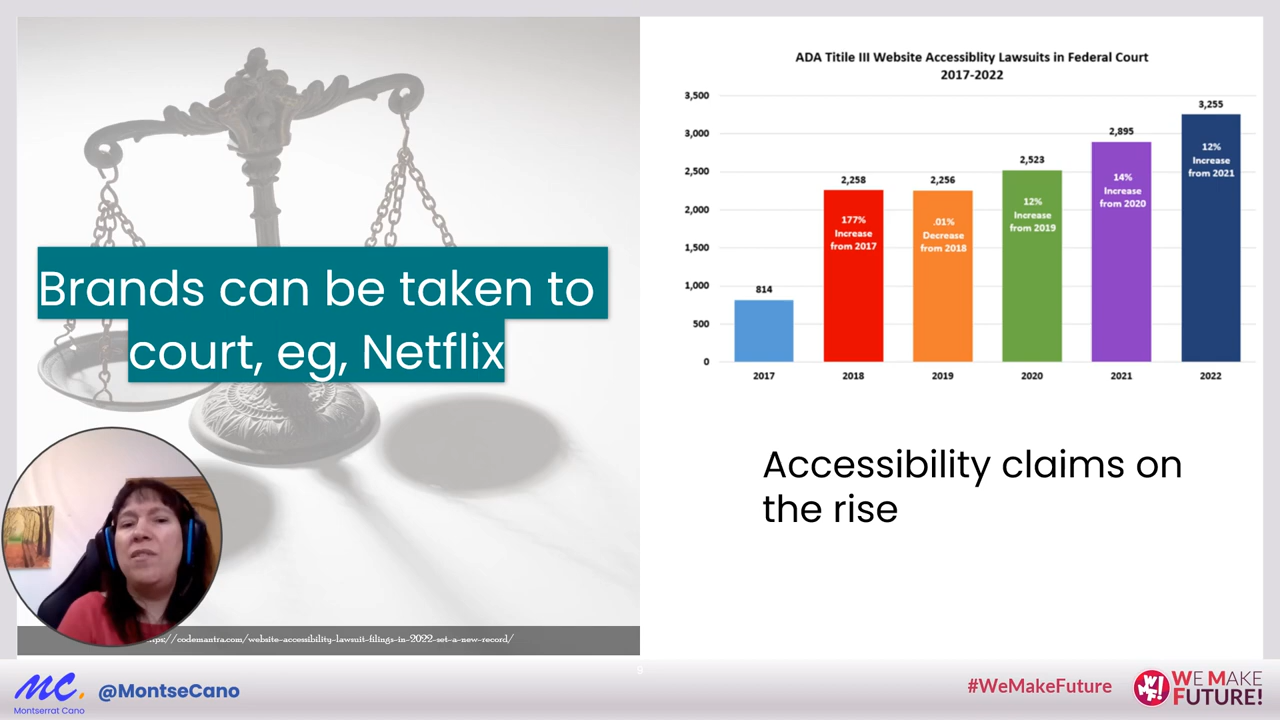 Brands can be taken to
court, eg, Netflix
ADA Titile III Website Accessiblity Lawsuits in Federal Court
2017-2022
3,500
3,000
2,500
2,000
1,500
1,000
500
0
814
2,258
177%
Increase
from 2017
2,256
.01%
Decrease
from 2018
2,523
12%
Increase
from 2019
2,895
14%
Increase
from 2020
3,255
12%
Increase
from 2021
2017
2018
2019
2020
2021
2022
Accessibility claims on
the rise
://codemantra.com/website-accessibility-lawsuit-filings-in-2022-set-a-new-record/
9
MC.
Montserrat Cano
@MontseCano
#WeMakeFuture
W! M F!
WE MAKE
FUTURE!